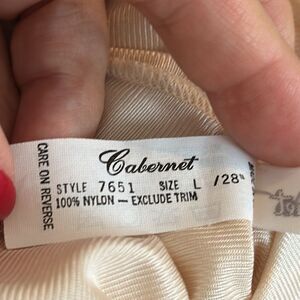 Cabernet
STYLE 7651 SIZE L /28"
100% NYLON — EXCLUDE TRIM
CARE ON REVERSE